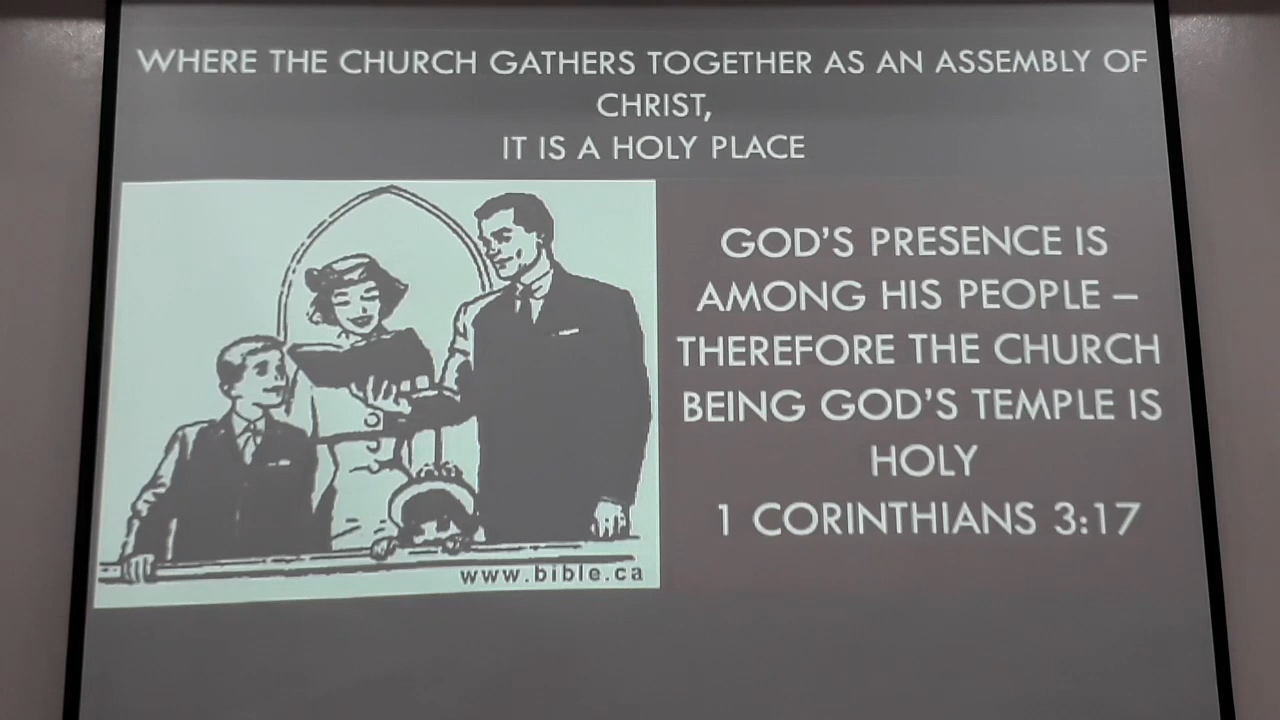 WHERE THE CHURCH GATHERS TOGETHER AS AN ASSEMBLY OF
CHRIST,
IT IS A HOLY PLACE
GOD'S PRESENCE IS
AMONG HIS PEOPLE –
THEREFORE THE CHURCH
BEING GOD'S TEMPLE IS
HOLY
1 CORINTHIANS 3:17
www.bible.ca